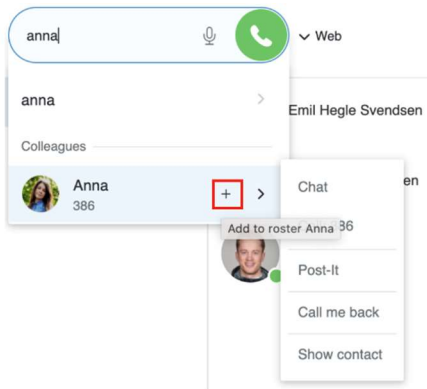 anna
Web
anna
Emil Hegle Svendsen
Colleagues
Anna
386
+
Chat
en
86
Add to roster Anna
Post-It
Call me back
Show contact